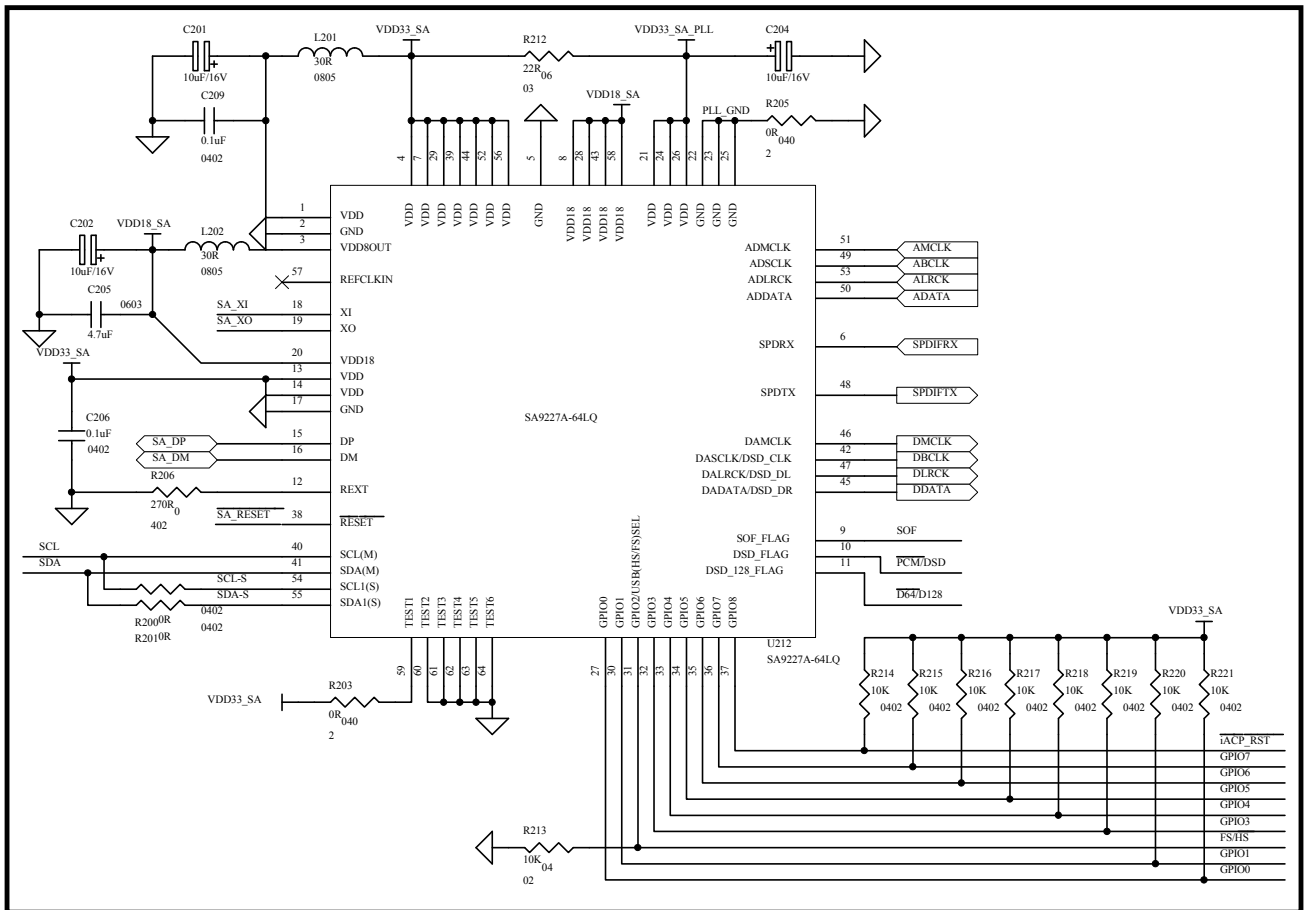 C201
10uF/16V
C209
0.1uF
0402
L201
30R
0805
VDD33_SA
R212
22R
06
03
VDD33_SA_PLL
C204
10uF/16V
VDD18_SA
PLL_GND
R205
0R
040
2
4
7
29
39
44
52
56
5
8
28
43
58
21
24
26
22
23
25
VDD
VDD
VDD
VDD
VDD
VDD
VDD
GND
VDD18
VDD18
VDD18
VDD18
VDD
VDD
VDD
GND
GND
GND
C202
10uF/16V
VDD18_SA
L202
30R
0805
C205
0603
4.7uF
VDD33_SA
C206
0.1uF
0402
1
VDD
2
GND
3
VDD8OUT
57
REFCLKIN
SA_XI
18
XI
SA_XO
19
XO
20
VDD18
13
VDD
14
VDD
17
GND
SA_DP
15
DP
SA_DM
16
DM
R206
270R
0
402
12
REXT
SA_RESET
38
RESET
SCL
40
SCL(M)
SDA
41
SDA(M)
SCL-S
54
SCL1(S)
SDA-S
55
SDA1(S)
R200
0R
0402
R201
0R
0402
SA9227A-64LQ
ADMCLK
51
AMCLK
ADSCLK
49
ABCLK
ADLRCK
53
ALRCK
ADDATA
50
ADATA
SPDRX
6
SPDIFRX
SPDTX
48
SPDIFTX
DAMCLK
46
DMCLK
DASCLK/DSD_CLK
42
DBCLK
DALRCK/DSD_DL
47
DLRCK
DADATA/DSD_DR
45
DDATA
SOF_FLAG
9
SOF
DSD_FLAG
10
PCM/DSD
DSD_128_FLAG
11
D64/D128
TEST1
TEST2
TEST3
TEST4
TEST5
TEST6
59
60
61
62
63
64
GPIO0
GPIO1
GPIO2/USB(HS/FS)SEL
GPIO3
GPIO4
GPIO5
GPIO6
GPIO7
GPIO8
27
30
31
32
33
34
35
36
37
U212
SA9227A-64LQ
VDD33_SA
R203
0R
040
2
VDD33_SA
R214
10K
0402
R215
10K
0402
R216
10K
0402
R217
10K
0402
R218
10K
0402
R219
10K
0402
R220
10K
0402
R221
10K
0402
R213
10K
04
02
iACP_RST
GPIO7
GPIO6
GPIO5
GPIO4
GPIO3
FS/HS
GPIO1
GPIO0